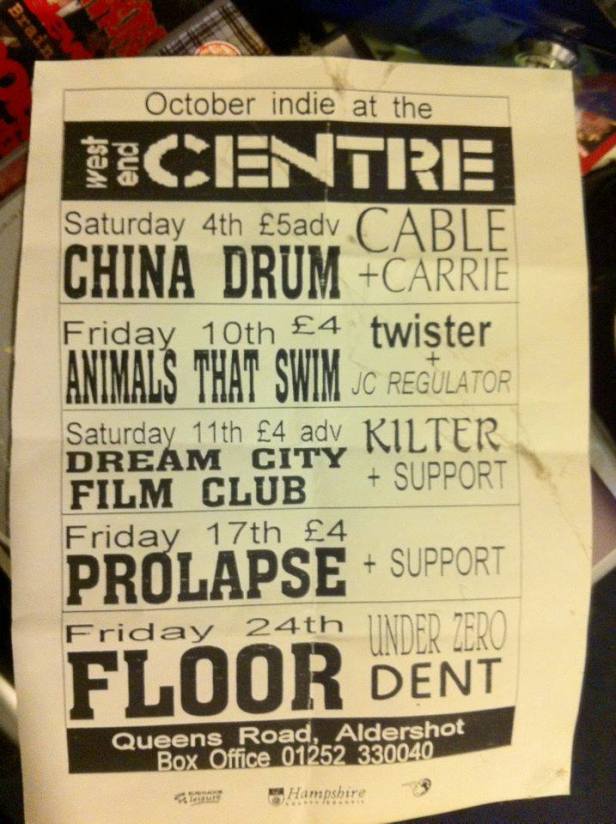 October indie at the
west end CENTRE
Saturday 4th £5adv
CHINA DRUM
CABLE
+CARRIE
Friday 10th £4
ANIMALS THAT SWIM
twister
+
JC REGULATOR
Saturday 11th £4 adv
DREAM CITY
FILM CLUB
KILTER
+ SUPPORT
Friday 17th £4
PROLAPSE
+ SUPPORT
Friday 24th
FLOOR
UNDER ZERO
DENT
Queens Road, Aldershot
Box Office 01252 330040
leisure
Hampshire